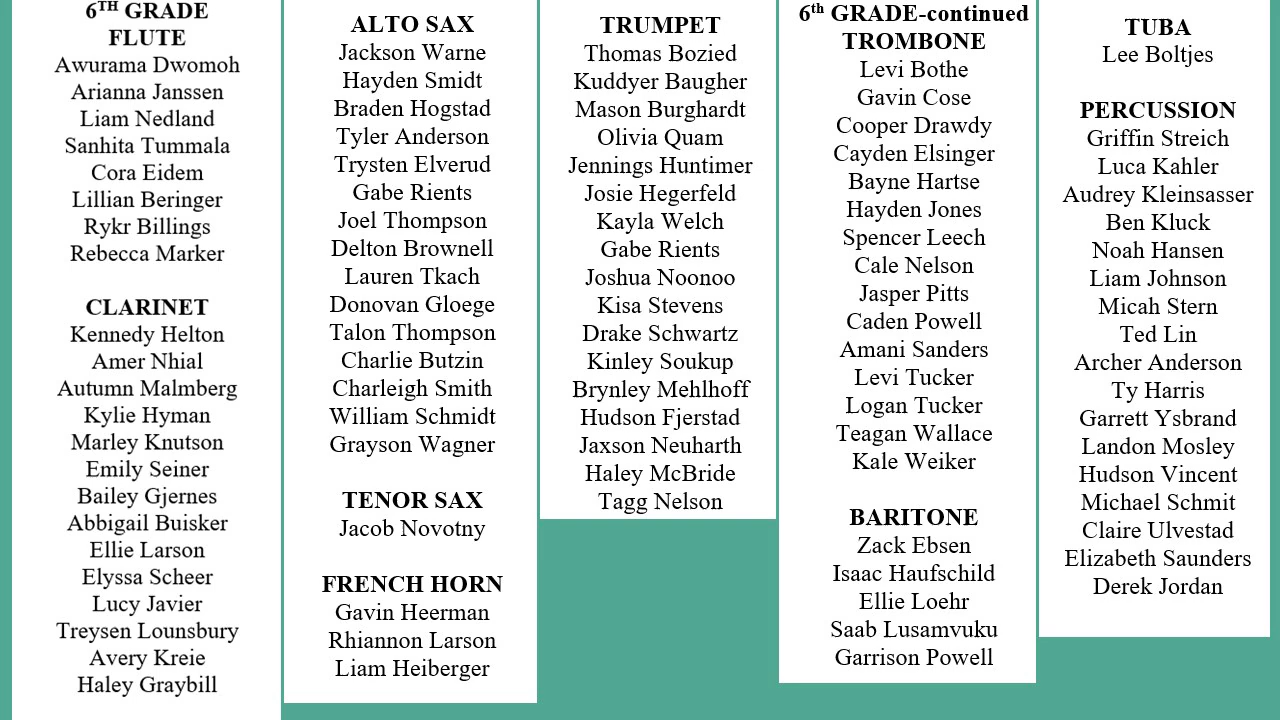 6TH GRADE
FLUTE
Awurama Dwomoh
Arianna Janssen
Liam Nedland
Sanhita Tummala
Cora Eidem
Lillian Beringer
Rykr Billings
Rebecca Marker
CLARINET
Kennedy Helton
Amer Nhial
Autumn Malmberg
Kylie Hyman
Marley Knutson
Emily Seiner
Bailey Gjernes
Abbigail Buisker
Ellie Larson
Elyssa Scheer
Lucy Javier
Treysen Lounsbury
Avery Kreie
Haley Graybill
ALTO SAX
Jackson Warne
Hayden Smidt
Braden Hogstad
Tyler Anderson
Trysten Elverud
Gabe Rients
Joel Thompson
Delton Brownell
Lauren Tkach
Donovan Gloege
Talon Thompson
Charlie Butzin
Charleigh Smith
William Schmidt
Grayson Wagner
TENOR SAX
Jacob Novotny
FRENCH HORN
Gavin Heerman
Rhiannon Larson
Liam Heiberger
TRUMPET
Thomas Bozied
Kuddyer Baugher
Mason Burghardt
Olivia Quam
Jennings Huntimer
Josie Hegerfeld
Kayla Welch
Gabe Rients
Joshua Noonoo
Kisa Stevens
Drake Schwartz
Kinley Soukup
Brynley Mehlhoff
Hudson Fjerstad
Jaxson Neuharth
Haley McBride
Tagg Nelson
6th GRADE-continued
TROMBONE
Levi Bothe
Gavin Cose
Cooper Drawdy
Cayden Elsinger
Bayne Hartse
Hayden Jones
Spencer Leech
Cale Nelson
Jasper Pitts
Caden Powell
Amani Sanders
Levi Tucker
Logan Tucker
Teagan Wallace
Kale Weiker
BARITONE
Zack Ebsen
Isaac Haufschild
Ellie Loehr
Saab Lusamvuku
Garrison Powell
TUBA
Lee Boltjes
PERCUSSION
Griffin Streich
Luca Kahler
Audrey Kleinsasser
Ben Kluck
Noah Hansen
Liam Johnson
Micah Stern
Ted Lin
Archer Anderson
Ty Harris
Garrett Ysbrand
Landon Mosley
Hudson Vincent
Michael Schmit
Claire Ulvestad
Elizabeth Saunders
Derek Jordan